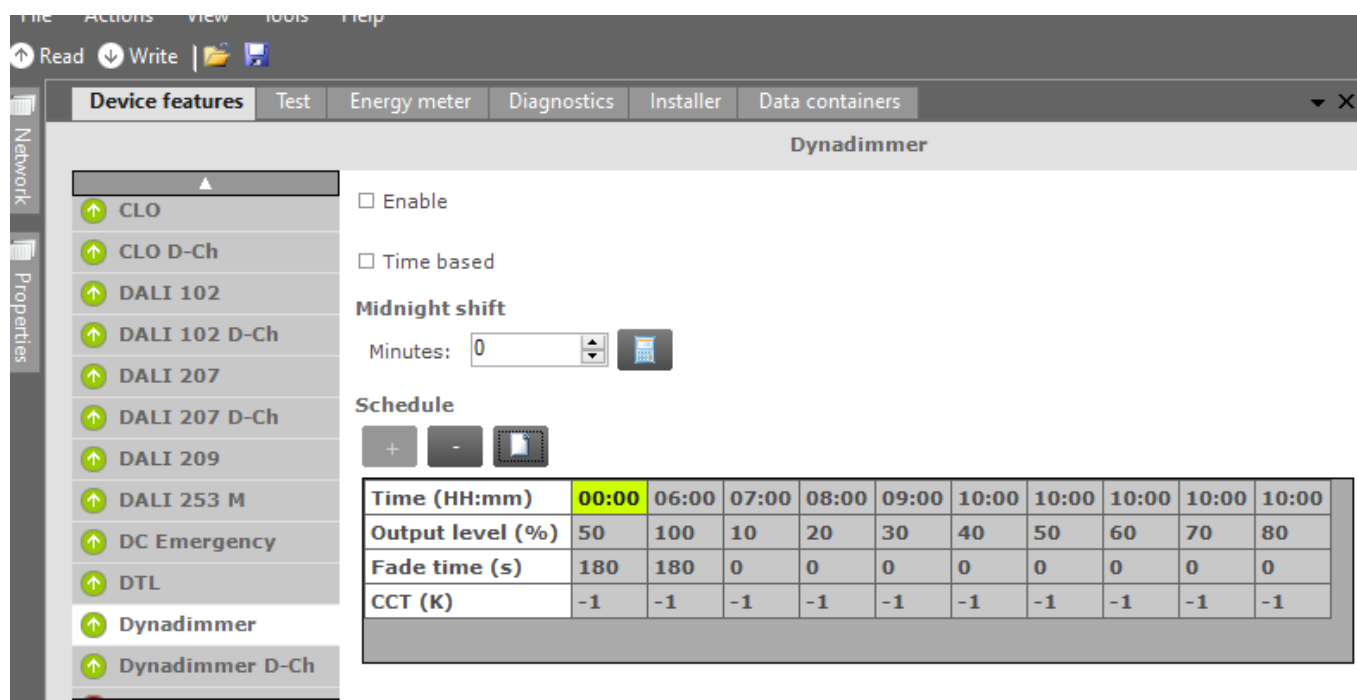 File Actions View Tools Help
Read Write
Device features Test Energy meter Diagnostics Installer Data containers
Network
Properties
Dynadimmer
CLO
CLO D-Ch
DALI 102
DALI 102 D-Ch
DALI 207
DALI 207 D-Ch
DALI 209
DALI 253 M
DC Emergency
DTL
Dynadimmer
Dynadimmer D-Ch
Enable
Time based
Midnight shift
Minutes: 0
Schedule
+ -
Time (HH:mm) 00:00 06:00 07:00 08:00 09:00 10:00 10:00 10:00 10:00 10:00
Output level (%) 50 100 10 20 30 40 50 60 70 80
Fade time (s) 180 180 0 0 0 0 0 0 0 0
CCT (K) -1 -1 -1 -1 -1 -1 -1 -1 -1 -1